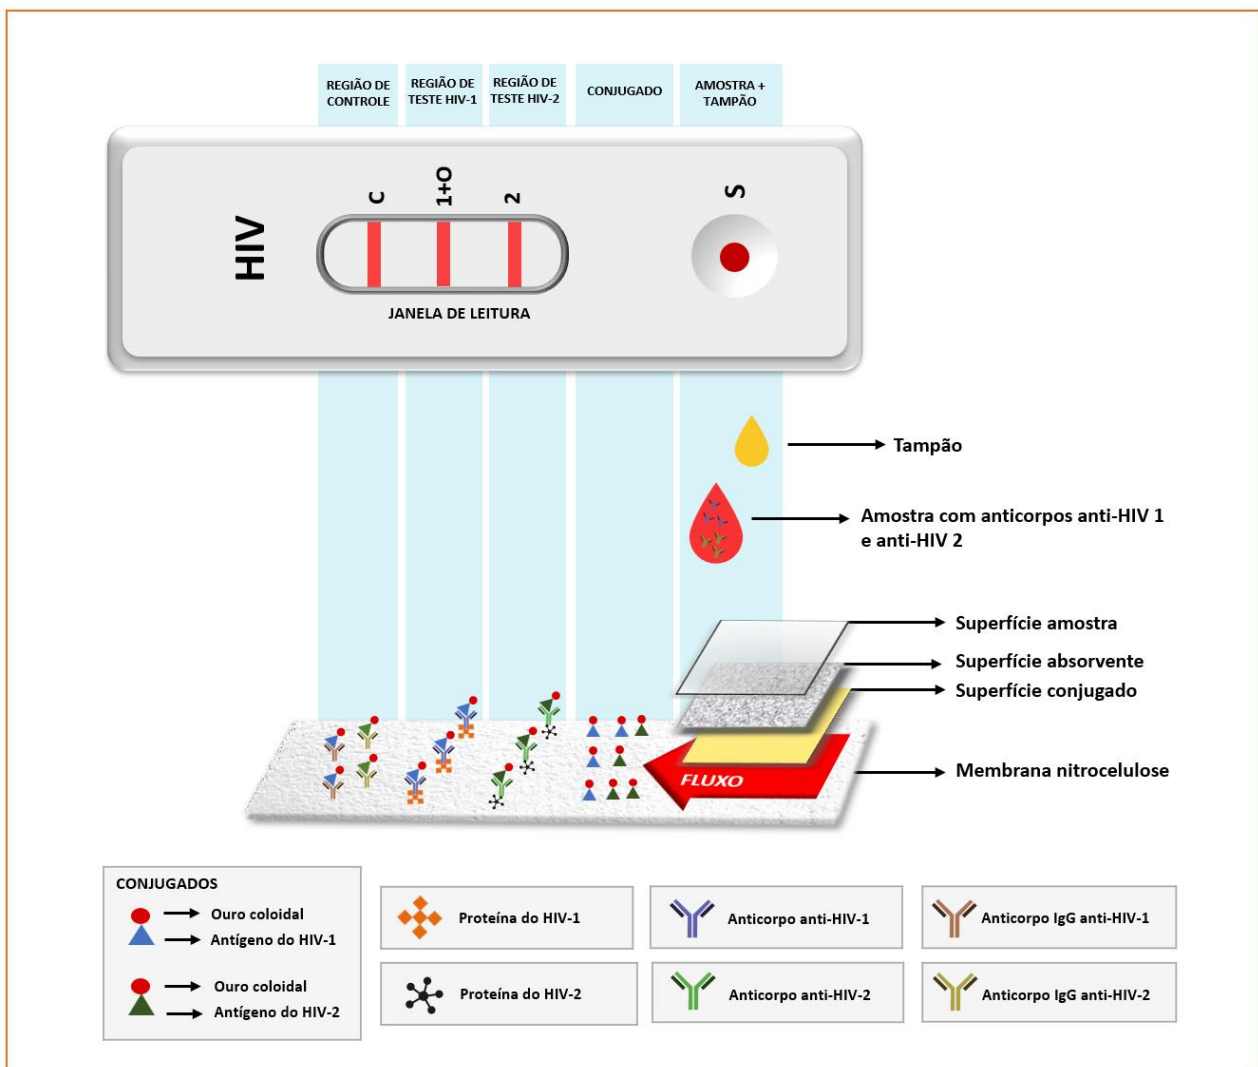 REGIÃO DE
CONTROLE
REGIÃO DE
TESTE HIV-1
REGIÃO DE
TESTE HIV-2
CONJUGADO
AMOSTRA +
TAMPÃO
HIV
C
1+O
2
S
JANELA DE LEITURA
Tampão
Amostra com anticorpos anti-HIV 1
e anti-HIV 2
Superfície amostra
Superfície absorvente
Superfície conjugado
FLUXO
Membrana nitrocelulose
CONJUGADOS
Ouro coloidal
Antígeno do HIV-1
Ouro coloidal
Antígeno do HIV-2
Proteína do HIV-1
Anticorpo anti-HIV-1
Anticorpo IgG anti-HIV-1
Proteína do HIV-2
Anticorpo anti-HIV-2
Anticorpo IgG anti-HIV-2